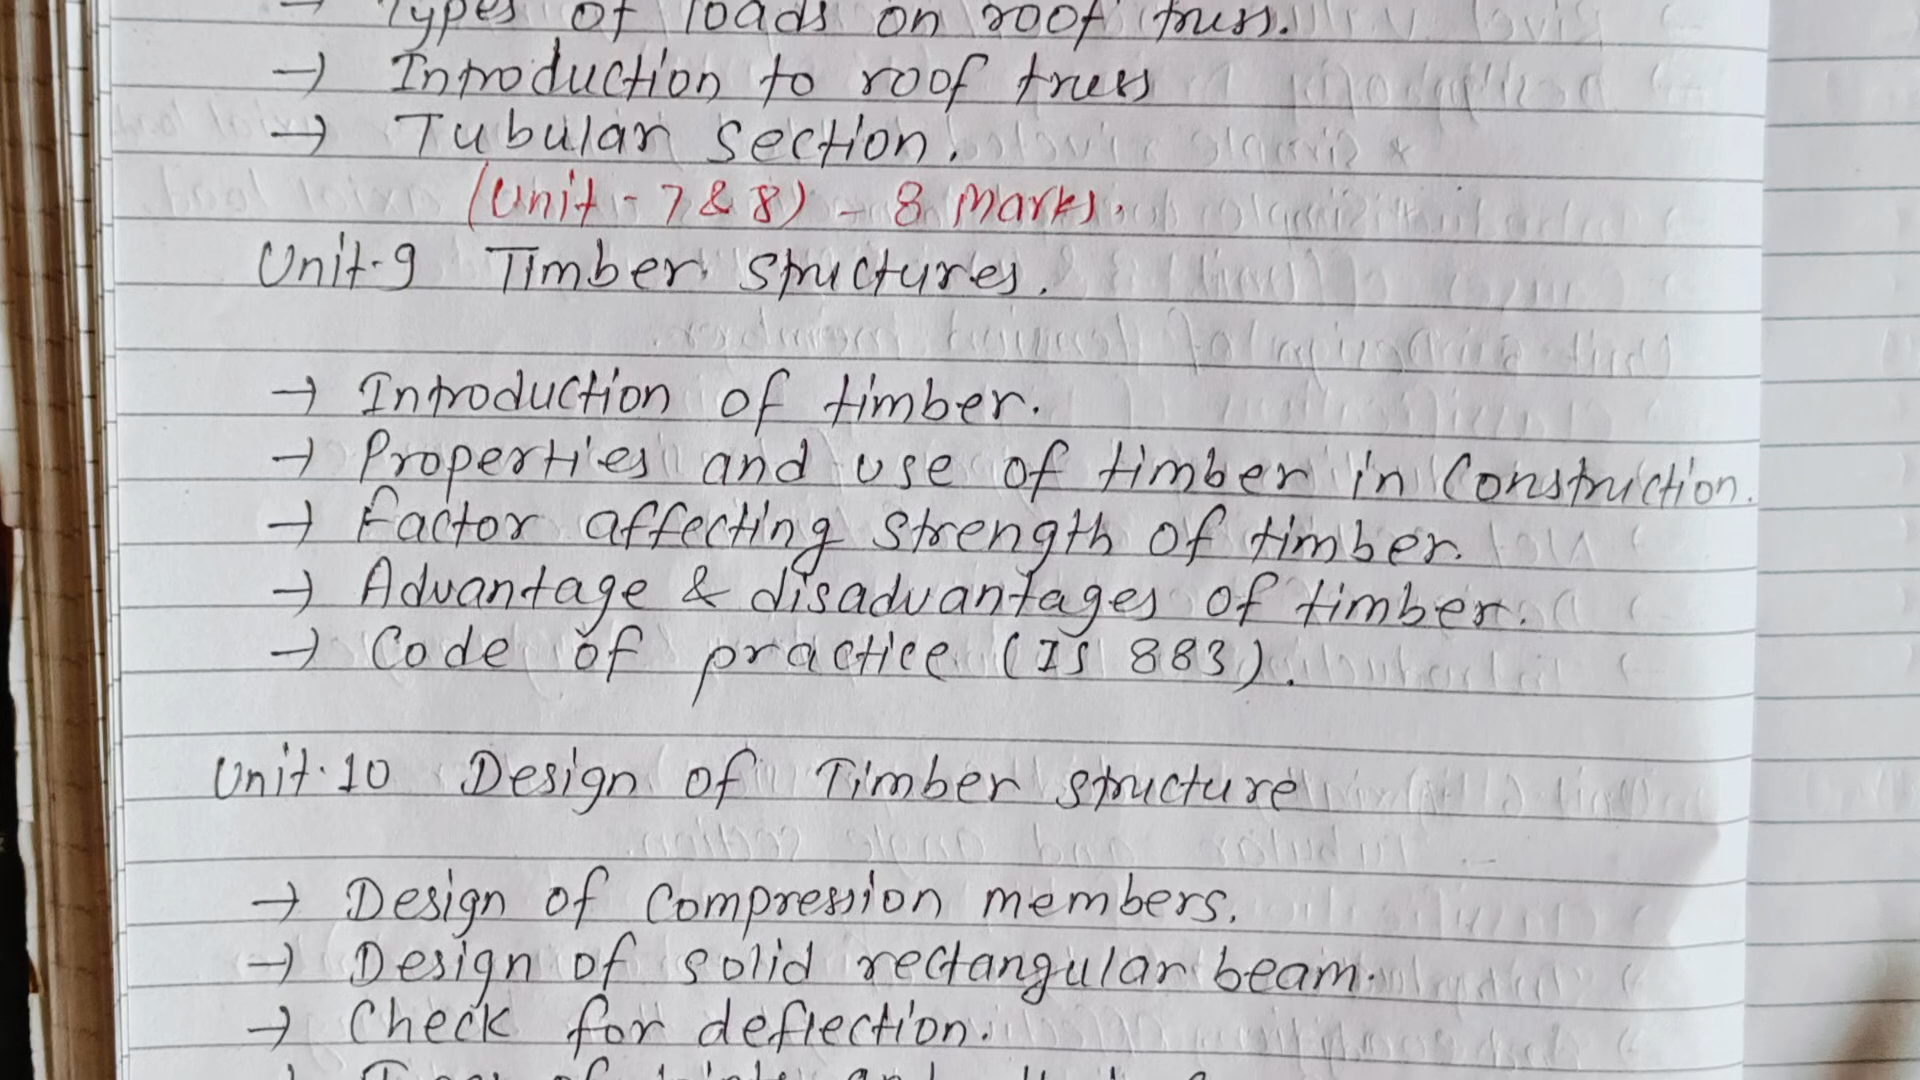 → Types of loads on roof truss.
→ Introduction to roof truss
→ Tubular section.
(Unit - 7 & 8) - 8 Marks.
Unit-9 Timber structures.
→ Introduction of timber.
→ Properties and use of timber in Construction.
→ Factor affecting strength of timber.
→ Advantage & disadvantages of timber.
→ Code of practice (IS 883).
Unit-10 Design of Timber structure
→ Design of compression members.
→ Design of solid rectangular beam.
→ Check for deflection.